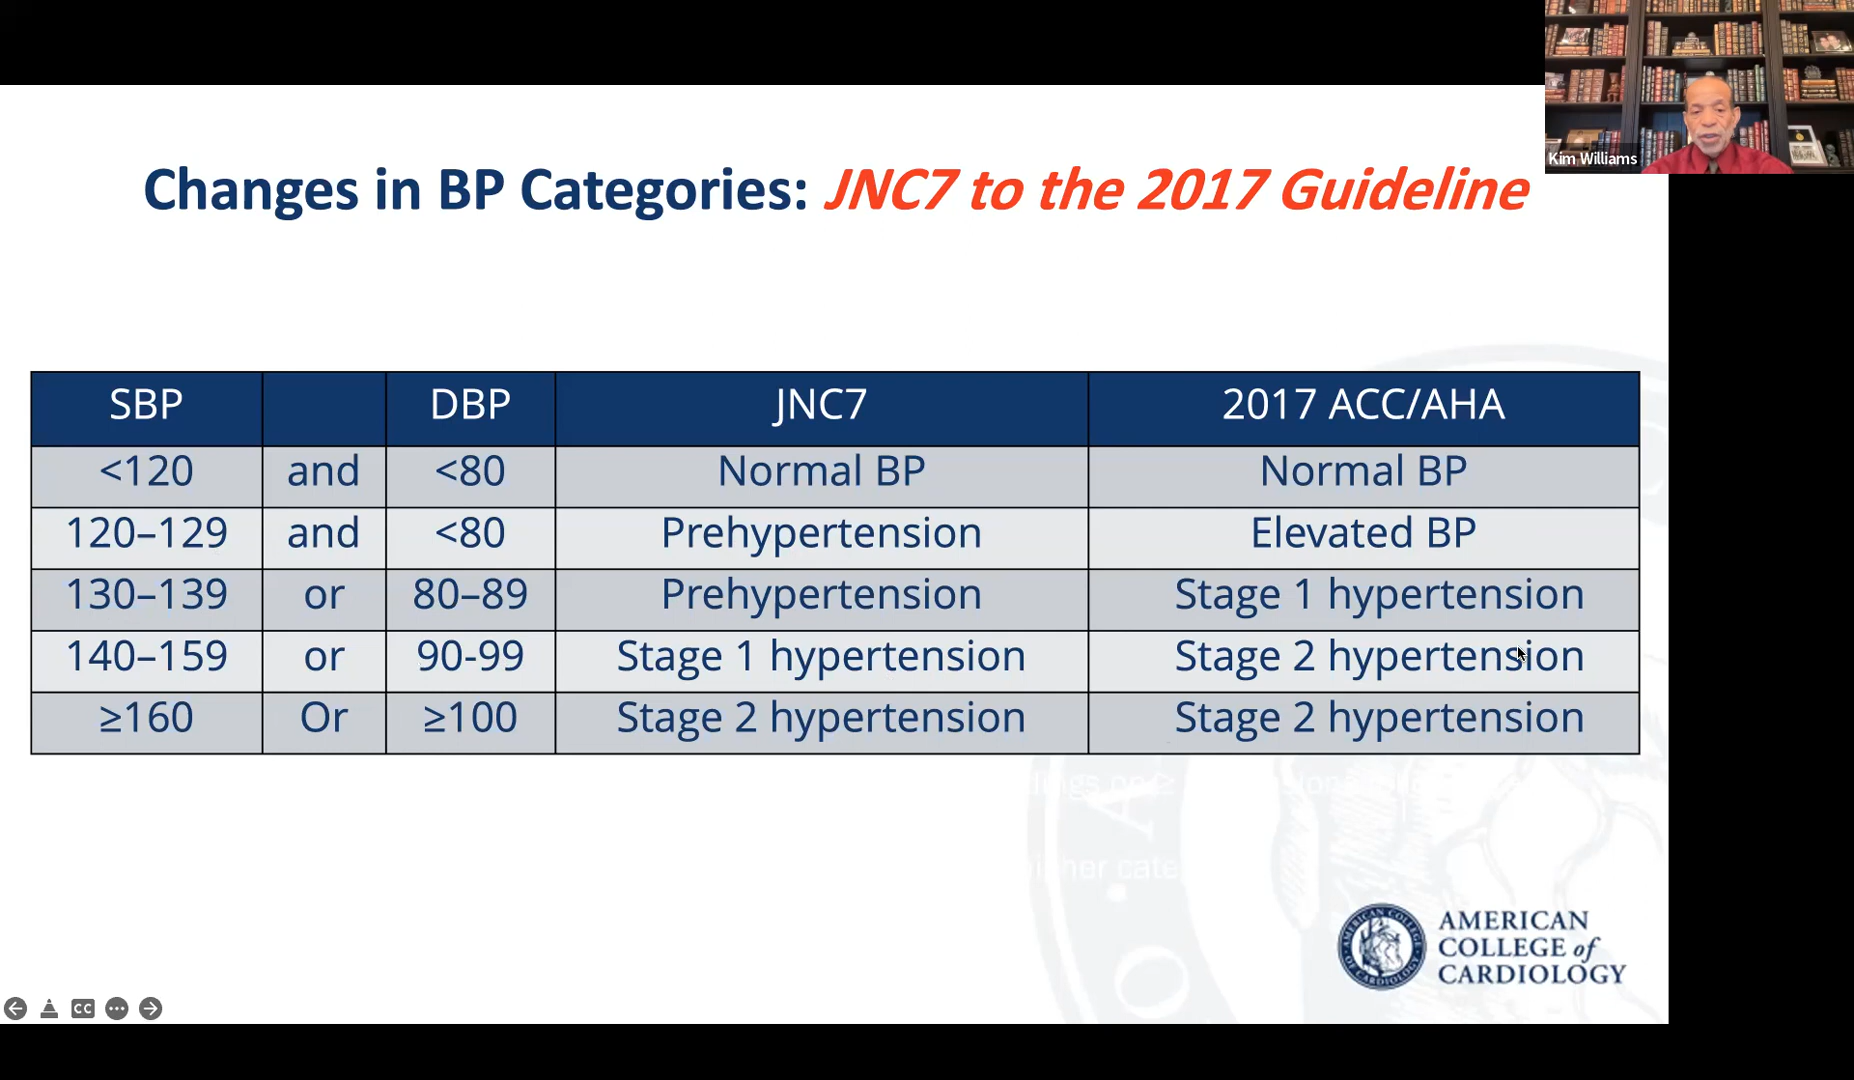 Kim Williams
Changes in BP Categories: JNC7 to the 2017 Guideline
SBP DBP JNC7 2017 ACC/AHA
<120 and <80 Normal BP Normal BP
120–129 and <80 Prehypertension Elevated BP
130–139 or 80–89 Prehypertension Stage 1 hypertension
140–159 or 90-99 Stage 1 hypertension Stage 2 hypertension
≥160 Or ≥100 Stage 2 hypertension Stage 2 hypertension
AMERICAN
COLLEGE of
CARDIOLOGY
CC